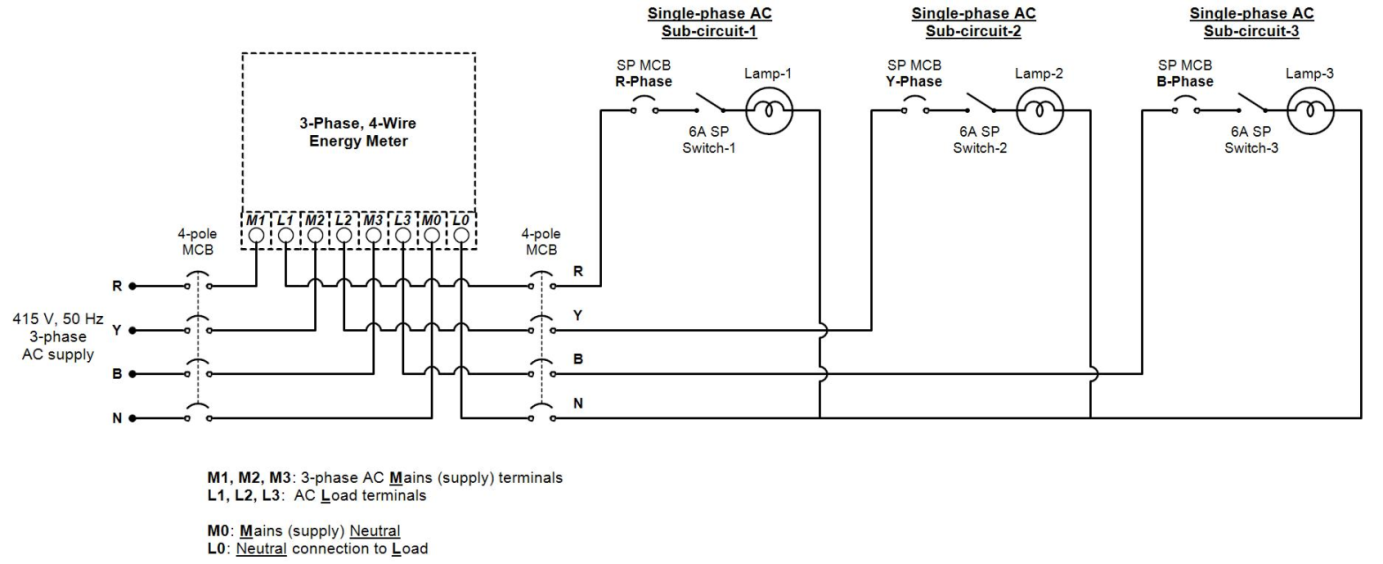 Single-phase AC
Sub-circuit-1
Single-phase AC
Sub-circuit-2
Single-phase AC
Sub-circuit-3
SP MCB
R-Phase
Lamp-1
6A SP
Switch-1
SP MCB
Y-Phase
Lamp-2
6A SP
Switch-2
SP MCB
B-Phase
Lamp-3
6A SP
Switch-3
3-Phase, 4-Wire
Energy Meter
M1 L1 M2 L2 M3 L3 M0 L0
4-pole
MCB
4-pole
MCB
R
Y
B
N
415 V, 50 Hz
3-phase
AC supply
R
Y
B
N
M1, M2, M3: 3-phase AC Mains (supply) terminals
L1, L2, L3: AC Load terminals
M0: Mains (supply) Neutral
L0: Neutral connection to Load